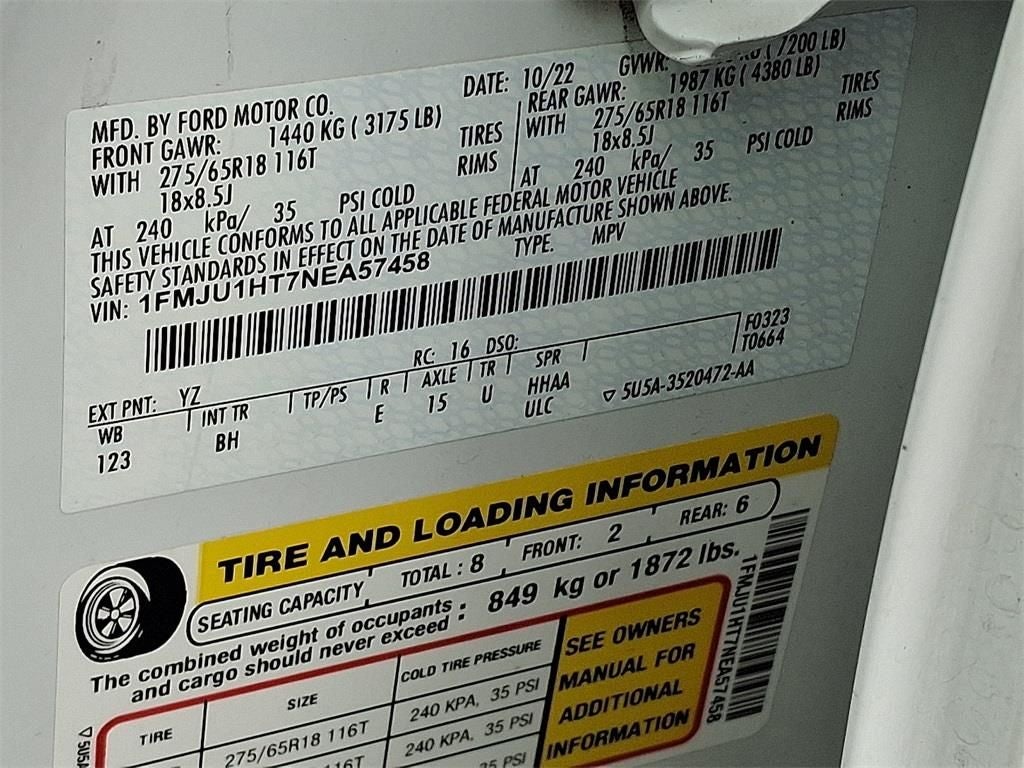 MFD. BY FORD MOTOR CO.
DATE: 10/22 GVWR: ( 7200 LB)
FRONT GAWR: 1440 KG ( 3175 LB)
REAR GAWR: 1987 KG ( 4380 LB)
WITH 275/65R18 116T TIRES
WITH 275/65R18 116T TIRES
18x8.5J RIMS
18x8.5J RIMS
AT 240 kPa/ 35 PSI COLD
AT 240 kPa/ 35 PSI COLD
THIS VEHICLE CONFORMS TO ALL APPLICABLE FEDERAL MOTOR VEHICLE
SAFETY STANDARDS IN EFFECT ON THE DATE OF MANUFACTURE SHOWN ABOVE.
VIN: 1FMJU1HT7NEA57458 TYPE: MPV
F0323
T0664
EXT PNT: YZ RC: 16 DSO:
WB INT TR TP/PS R AXLE TR SPR
123 BH E 15 U HHAA
ULC
▽ 5U5A-3520472-AA
TIRE AND LOADING INFORMATION
SEATING CAPACITY TOTAL : 8 FRONT: 2 REAR: 6
The combined weight of occupants
and cargo should never exceed : 849 kg or 1872 lbs.
TIRE SIZE COLD TIRE PRESSURE
275/65R18 116T 240 KPA, 35 PSI
16T 240 KPA, 35 PSI
35 PSI
SEE OWNERS
MANUAL FOR
ADDITIONAL
INFORMATION
1FMJU1HT7NEA57458
▽ 5U5A